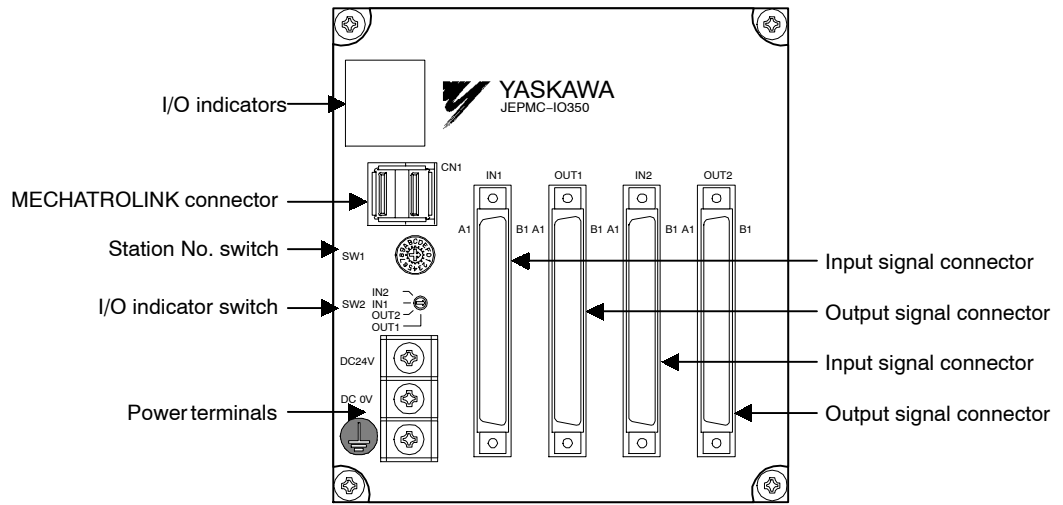 YASKAWA
JEPMC-IO350
I/O indicators
CN1
IN1
OUT1
IN2
OUT2
MECHATROLINK connector
A1
B1 A1
B1 A1
B1 A1
B1
Station No. switch
SW1
Input signal connector
I/O indicator switch
SW2
IN2
IN1
OUT2
OUT1
Output signal connector
DC24V
Input signal connector
DC 0V
Power terminals
Output signal connector